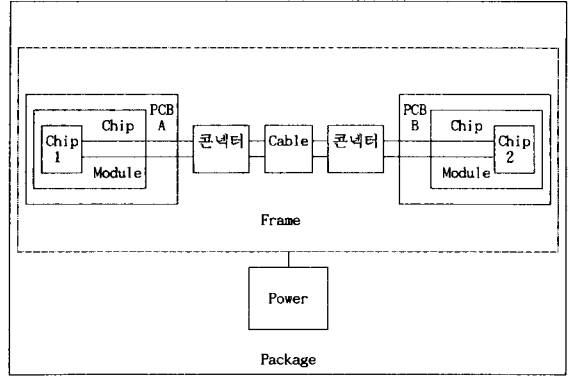 PCB
A
Chip
Chip
1
Module
콘넥터
Cable
콘넥터
PCB
B
Chip
Chip
2
Module
Frame
Power
Package